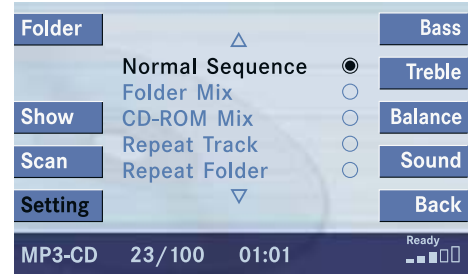 Folder
Bass
Normal Sequence
Treble
Folder Mix
Show
CD-ROM Mix
Balance
Repeat Track
Scan
Repeat Folder
Sound
Setting
Back
MP3-CD 23/100 01:01
Ready